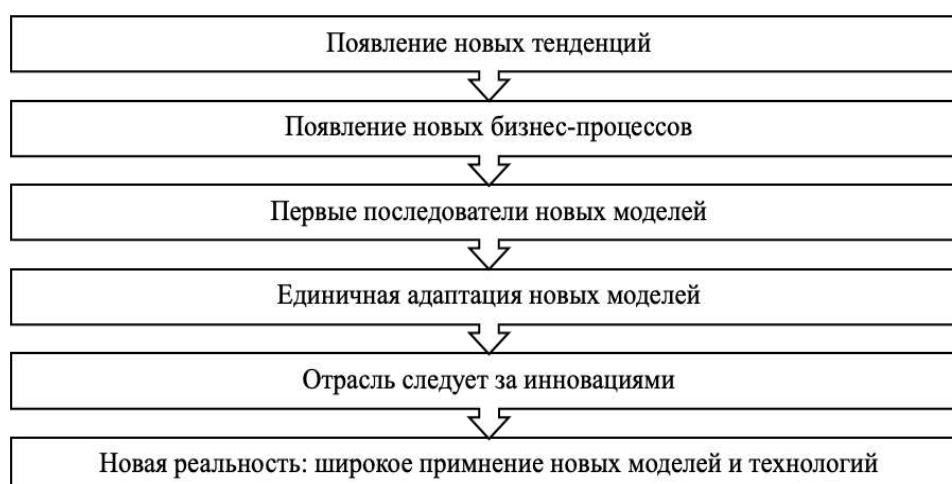 Появление новых тенденций
Появление новых бизнес-процессов
Первые последователи новых моделей
Единичная адаптация новых моделей
Отрасль следует за инновациями
Новая реальность: широкое примнение новых моделей и технологий